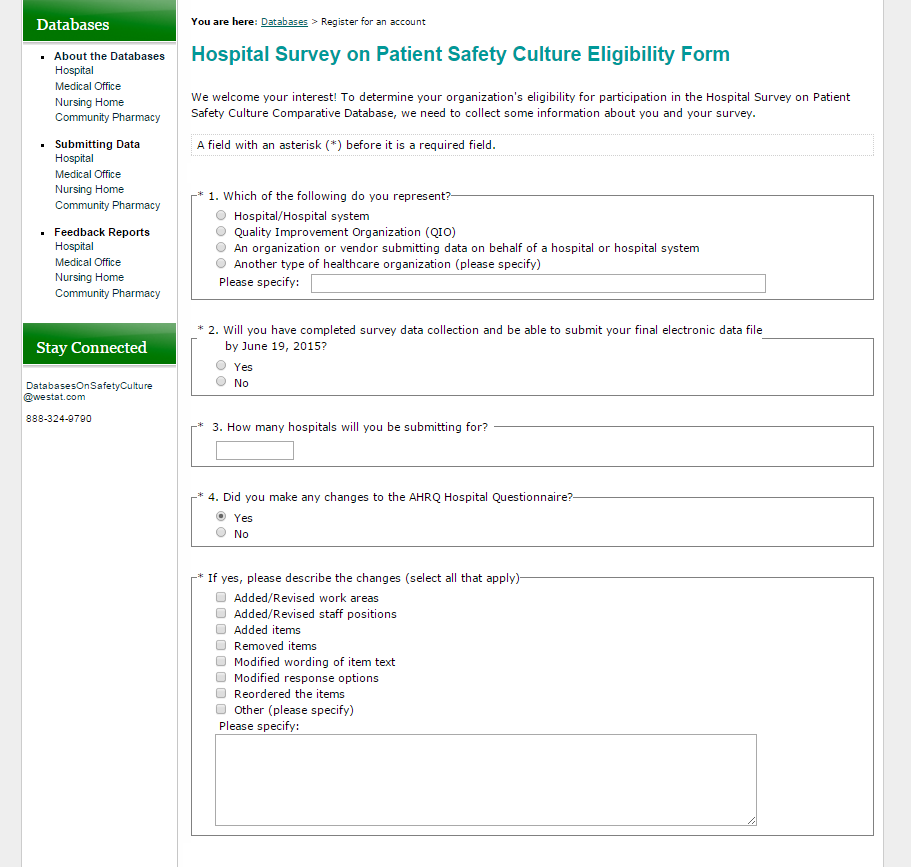 Databases
About the Databases
Hospital
Medical Office
Nursing Home
Community Pharmacy
Submitting Data
Hospital
Medical Office
Nursing Home
Community Pharmacy
Feedback Reports
Hospital
Medical Office
Nursing Home
Community Pharmacy
Stay Connected
DatabasesOnSafetyCulture
@westat.com
888-324-9790
You are here: Databases > Register for an account
Hospital Survey on Patient Safety Culture Eligibility Form
We welcome your interest! To determine your organization's eligibility for participation in the Hospital Survey on Patient
Safety Culture Comparative Database, we need to collect some information about you and your survey.
A field with an asterisk (*) before it is a required field.
* 1. Which of the following do you represent?
Hospital/Hospital system
Quality Improvement Organization (QIO)
An organization or vendor submitting data on behalf of a hospital or hospital system
Another type of healthcare organization (please specify)
Please specify:
* 2. Will you have completed survey data collection and be able to submit your final electronic data file
by June 19, 2015?
Yes
No
* 3. How many hospitals will you be submitting for?
* 4. Did you make any changes to the AHRQ Hospital Questionnaire?
Yes
No
* If yes, please describe the changes (select all that apply)
Added/Revised work areas
Added/Revised staff positions
Added items
Removed items
Modified wording of item text
Modified response options
Reordered the items
Other (please specify)
Please specify: